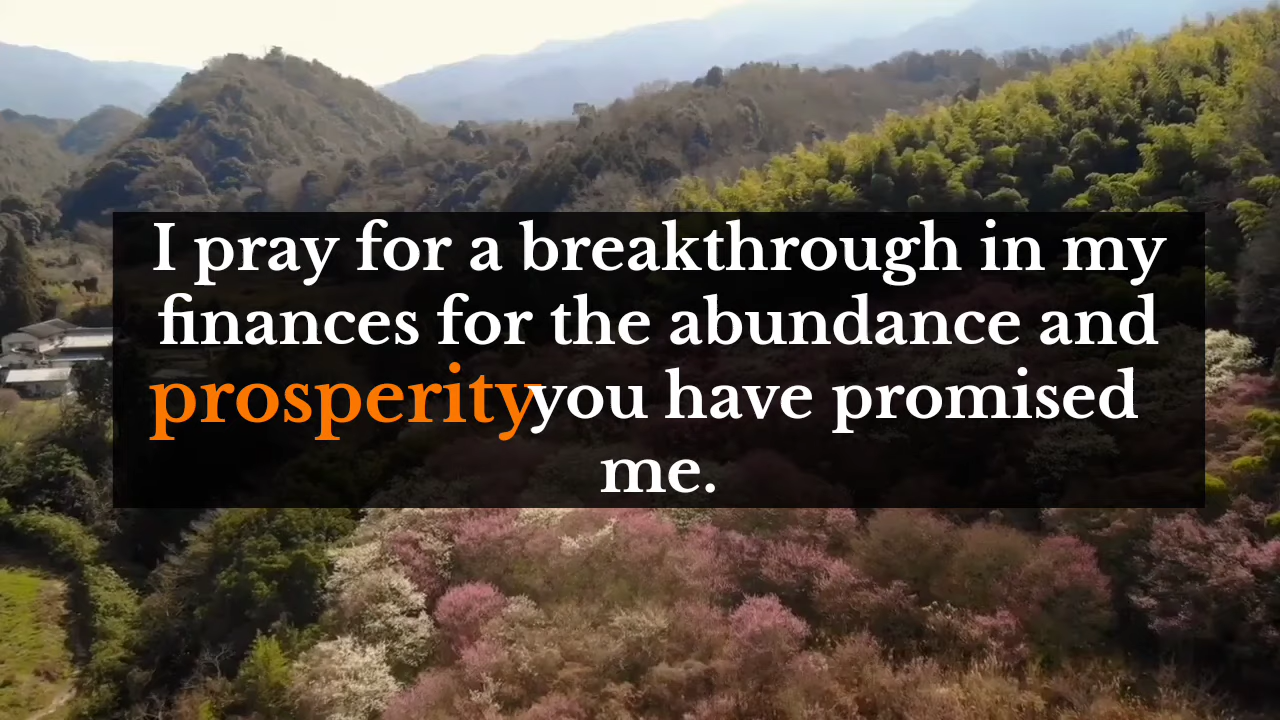 I pray for a breakthrough in my
finances for the abundance and
prosperity you have promised
me.